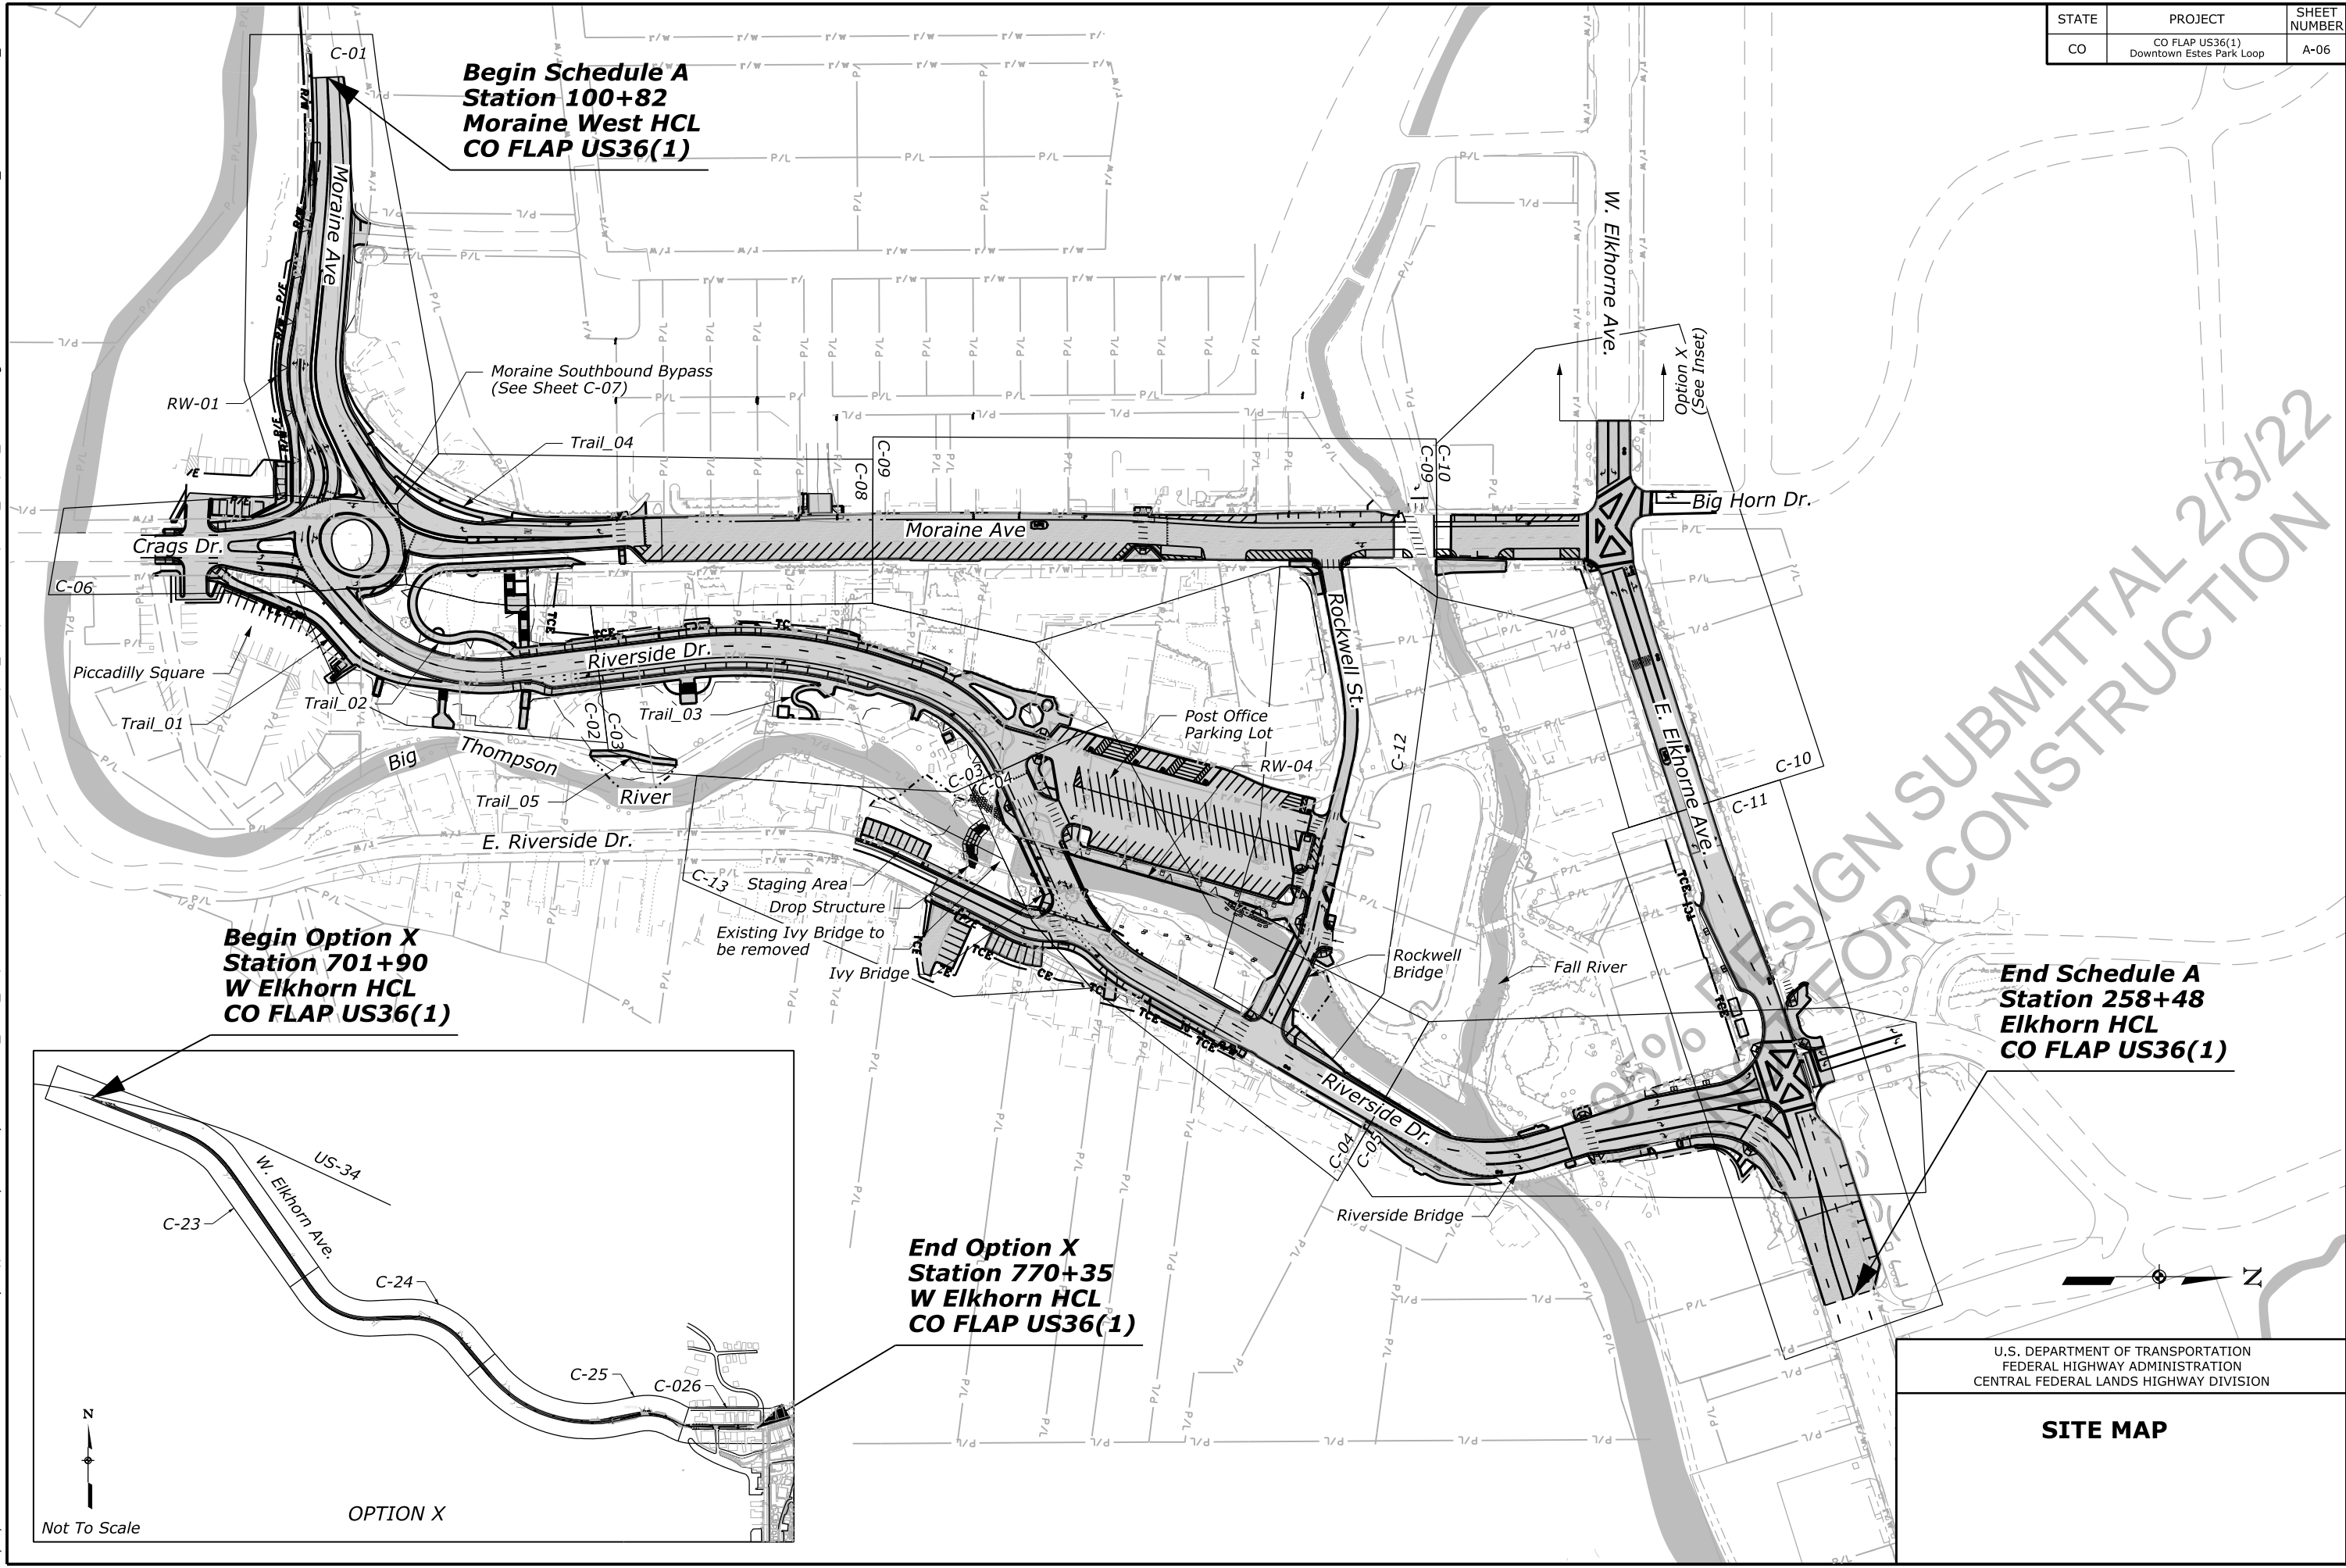 STATE
PROJECT
SHEET
NUMBER
CO
CO FLAP US36(1)
Downtown Estes Park Loop
A-06
C-01
Begin Schedule A
Station 100+82
Moraine West HCL
CO FLAP US36(1)
Moraine Ave
W. Elkhorne Ave.
Option X
(See Inset)
Moraine Southbound Bypass
(See Sheet C-07)
RW-01
Trail_04
C-09
C-08
C-09
C-10
Big Horn Dr.
Moraine Ave
Crags Dr.
C-06
Rockwell St.
Riverside Dr.
Piccadilly Square
Trail_02
Trail_01
Trail_03
C-02
C-03
Post Office
Parking Lot
RW-04
C-12
E. Elkhorne Ave.
C-10
C-11
Big
Thompson
River
Trail_05
C-03
C-04
E. Riverside Dr.
C-13
Staging Area
Drop Structure
Existing Ivy Bridge to
be removed
Ivy Bridge
Rockwell
Bridge
Fall River
95% DESIGN SUBMITTAL 2/3/22
NOT FOR CONSTRUCTION
Begin Option X
Station 701+90
W Elkhorn HCL
CO FLAP US36(1)
End Schedule A
Station 258+48
Elkhorn HCL
CO FLAP US36(1)
Riverside Dr.
C-04
C-05
Riverside Bridge
US-34
W. Elkhorn Ave.
C-23
C-24
C-25
C-026
End Option X
Station 770+35
W Elkhorn HCL
CO FLAP US36(1)
N
N
OPTION X
Not To Scale
U.S. DEPARTMENT OF TRANSPORTATION
FEDERAL HIGHWAY ADMINISTRATION
CENTRAL FEDERAL LANDS HIGHWAY DIVISION
SITE MAP